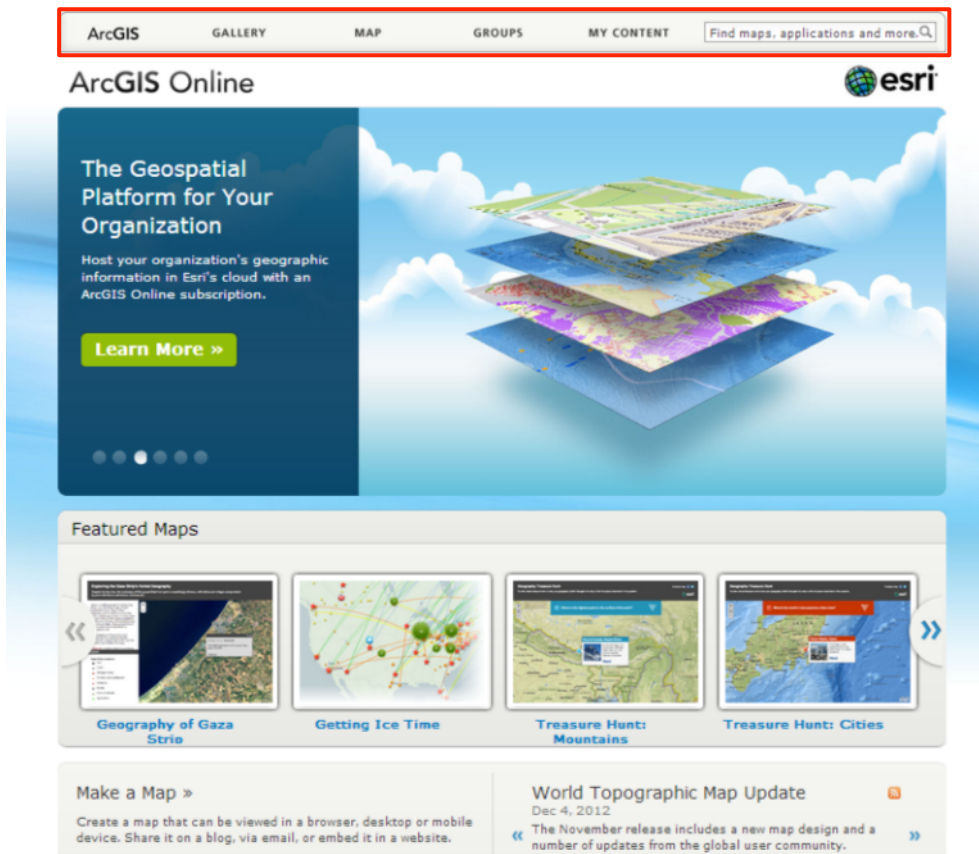 ArcGIS GALLERY MAP GROUPS MY CONTENT Find maps, applications and more.
ArcGIS Online
esri
The Geospatial
Platform for Your
Organization
Host your organization's geographic
information in Esri's cloud with an
ArcGIS Online subscription.
Learn More »
Featured Maps
«
»
Geography of Gaza
Strip
Getting Ice Time
Treasure Hunt:
Mountains
Treasure Hunt: Cities
Make a Map »
Create a map that can be viewed in a browser, desktop or mobile
device. Share it on a blog, via email, or embed it in a website.
World Topographic Map Update
Dec 4, 2012
« The November release includes a new map design and a »
number of updates from the global user community.